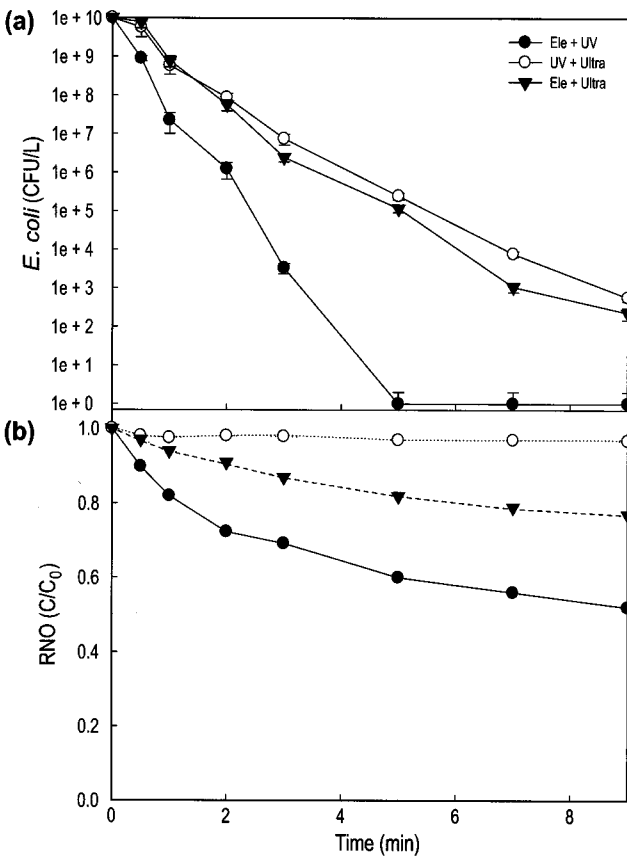 (a)
1e + 10
1e + 9
1e + 8
1e + 7
1e + 6
1e + 5
1e + 4
1e + 3
1e + 2
1e + 1
1e + 0
E. coli (CFU/L)
Ele + UV
UV + Ultra
Ele + Ultra
(b)
1.0
0.8
0.6
0.4
0.2
0.0
RNO (C/C0)
0 2 4 6 8
Time (min)